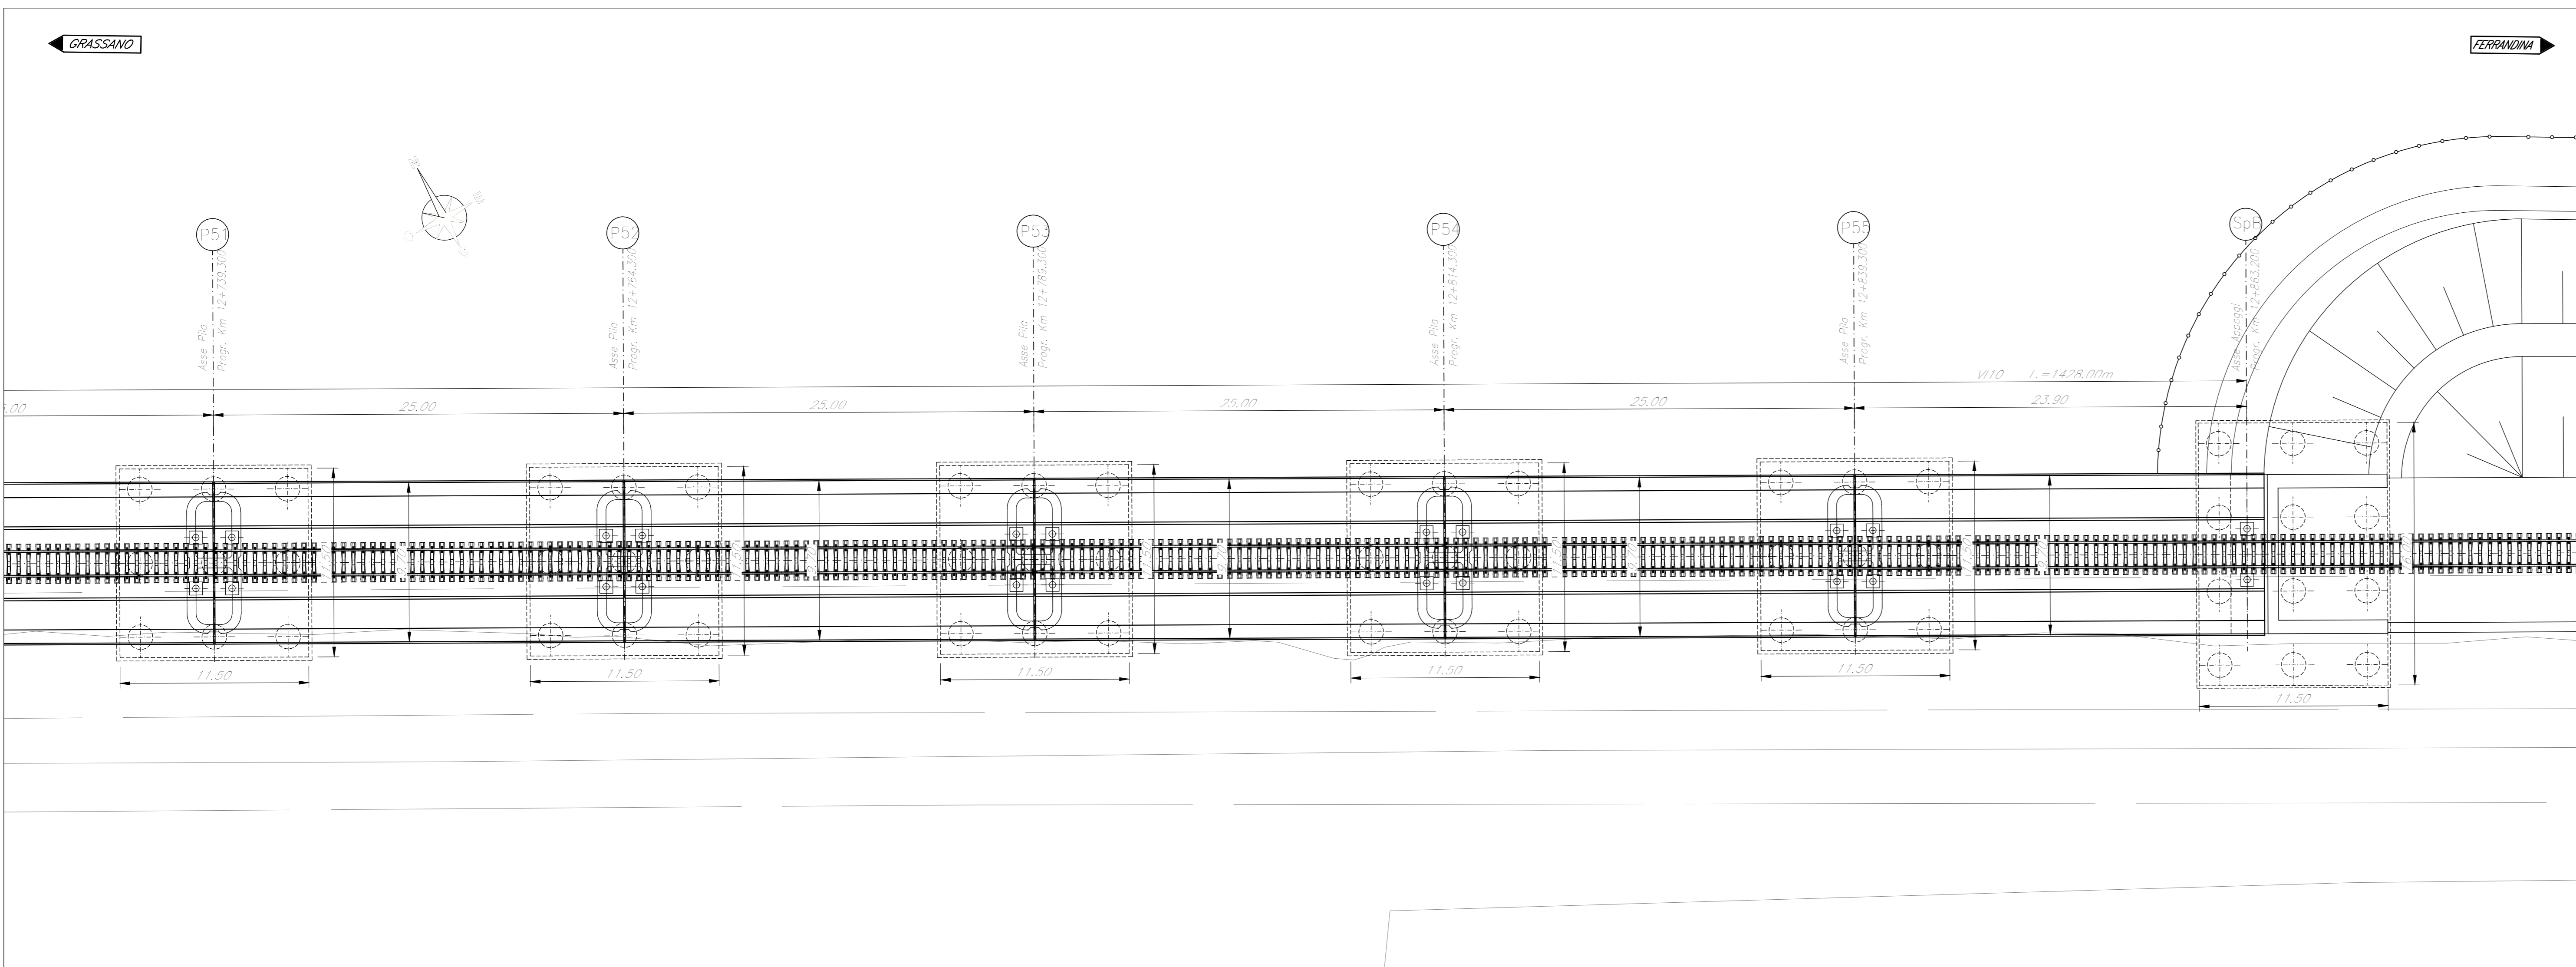 GRASSANO
FERRANDINA
N
E
S
O
P51
P52
P53
P54
P55
SpB
Asse Pila
Progr. Km 12+739.300
Asse Pila
Progr. Km 12+764.300
Asse Pila
Progr. Km 12+789.300
Asse Pila
Progr. Km 12+814.300
Asse Pila
Progr. Km 12+839.300
Asse Appoggi
Progr. Km 12+863.200
VI10 - L.=1428.00m
25.00
25.00
25.00
25.00
23.90
11.50
11.50
11.50
11.50
11.50
11.50